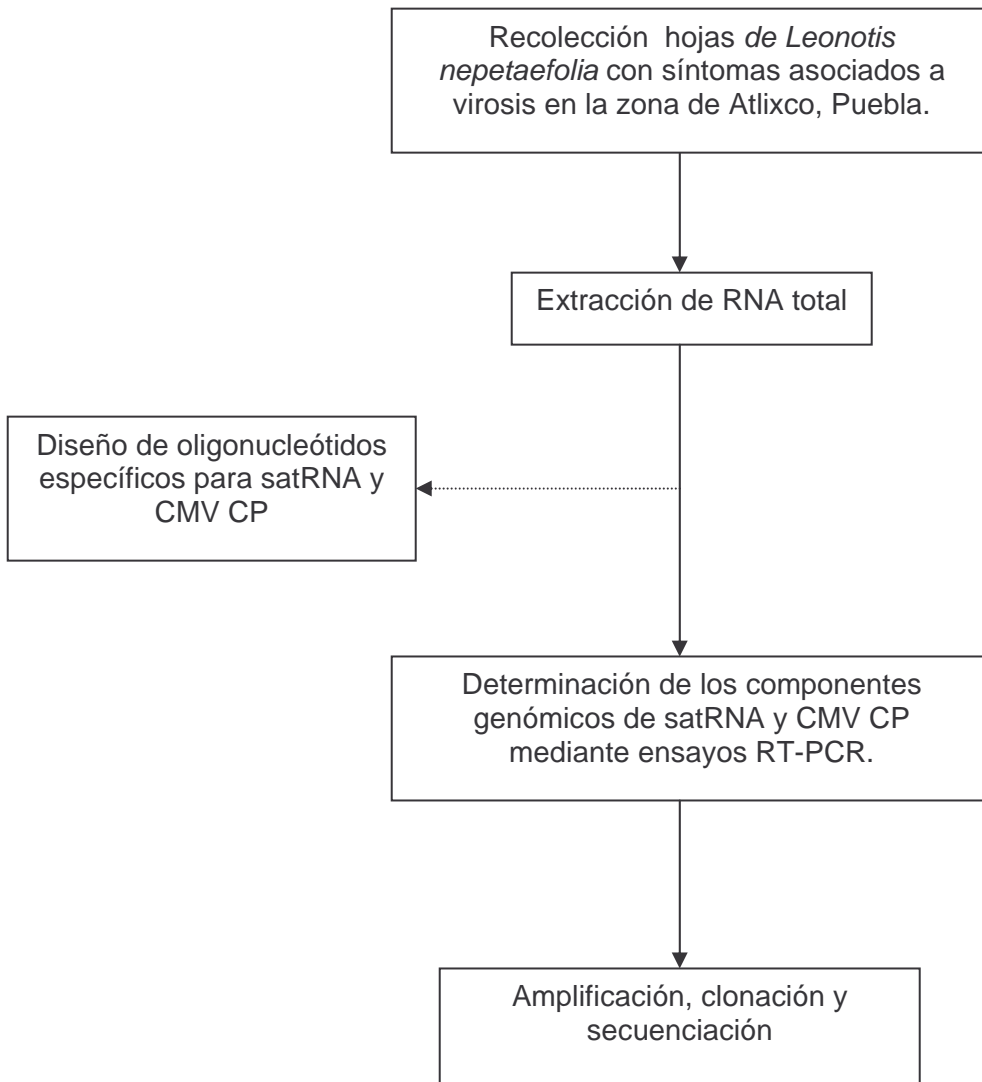 Recolección hojas de Leonotis
nepetaefolia con síntomas asociados a
virosis en la zona de Atlixco, Puebla.
Extracción de RNA total
Diseño de oligonucleótidos
específicos para satRNA y
CMV CP
Determinación de los componentes
genómicos de satRNA y CMV CP
mediante ensayos RT-PCR.
Amplificación, clonación y
secuenciación